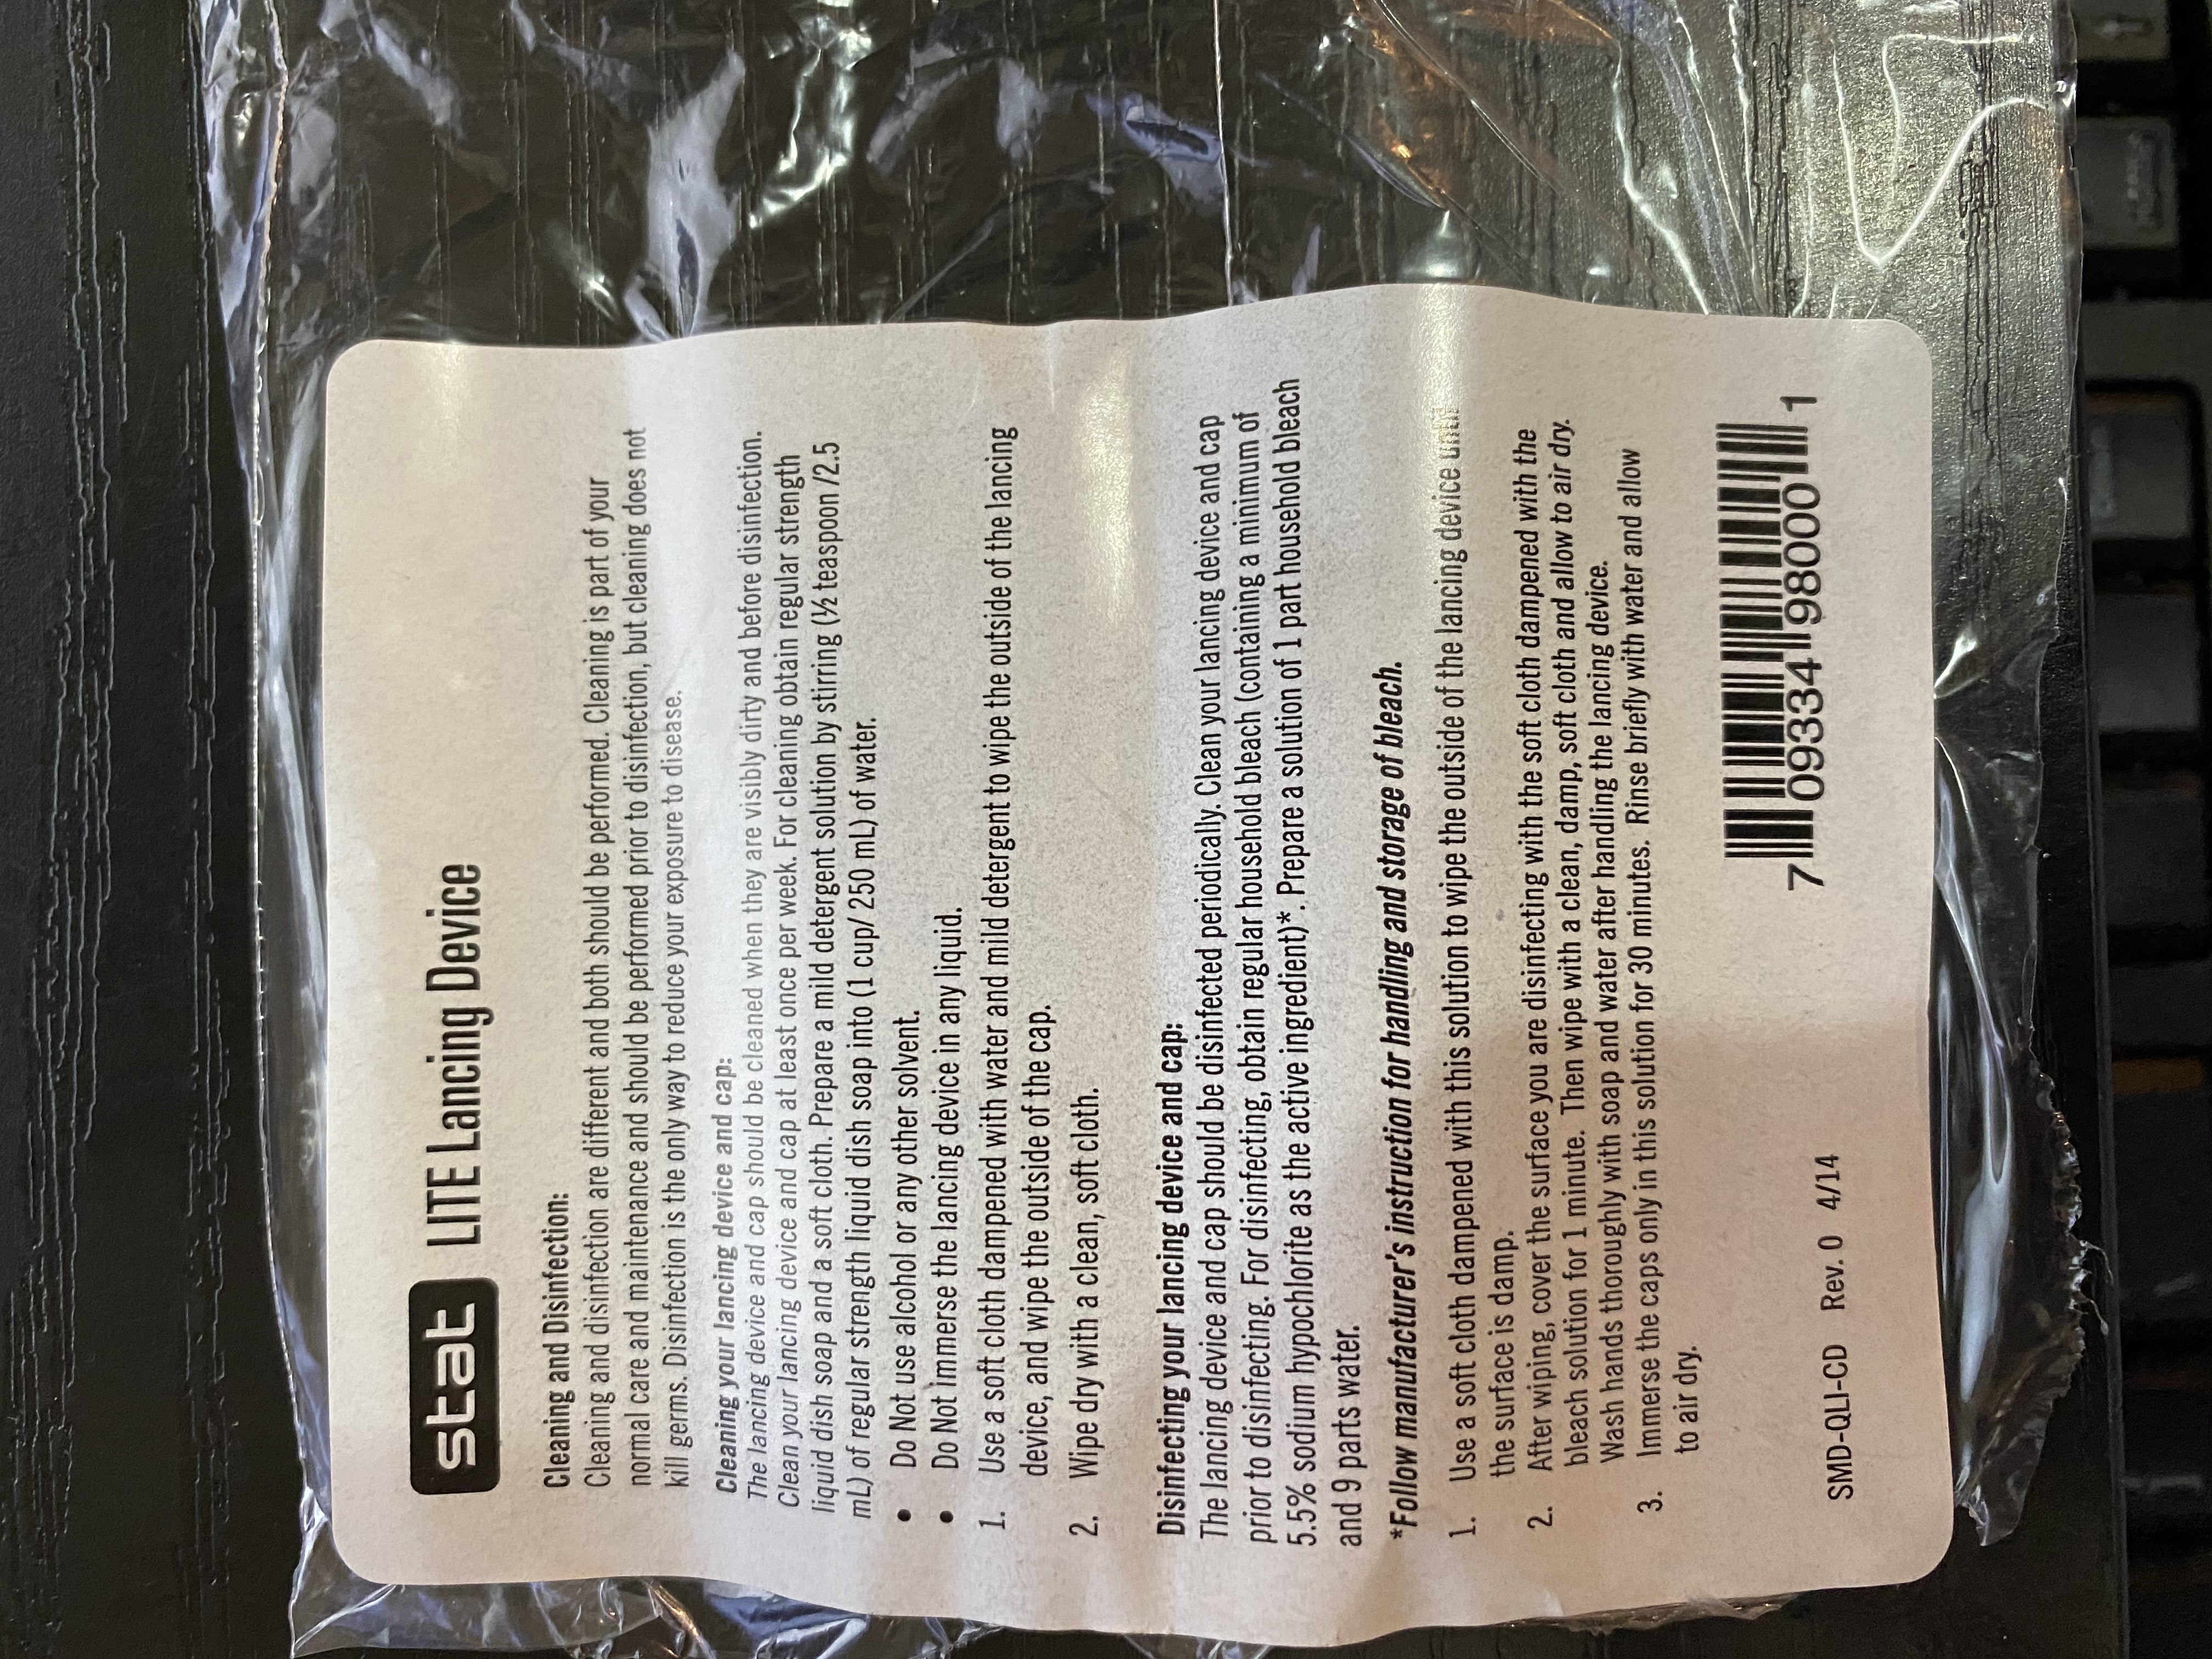 stat LITE Lancing Device
Cleaning and Disinfection:
Cleaning and disinfection are different and both should be performed. Cleaning is part of your
normal care and maintenance and should be performed prior to disinfection, but cleaning does not
kill germs. Disinfection is the only way to reduce your exposure to disease.
Cleaning your lancing device and cap:
The lancing device and cap should be cleaned when they are visibly dirty and before disinfection.
Clean your lancing device and cap at least once per week. For cleaning obtain regular strength
liquid dish soap and a soft cloth. Prepare a mild detergent solution by stirring (½ teaspoon /2.5
mL) of regular strength liquid dish soap into (1 cup/ 250 mL) of water.
• Do Not use alcohol or any other solvent.
• Do Not immerse the lancing device in any liquid.
1. Use a soft cloth dampened with water and mild detergent to wipe the outside of the lancing
device, and wipe the outside of the cap.
2. Wipe dry with a clean, soft cloth.
Disinfecting your lancing device and cap:
The lancing device and cap should be disinfected periodically. Clean your lancing device and cap
prior to disinfecting. For disinfecting, obtain regular household bleach (containing a minimum of
5.5% sodium hypochlorite as the active ingredient)*. Prepare a solution of 1 part household bleach
and 9 parts water.
*Follow manufacturer's instruction for handling and storage of bleach.
1. Use a soft cloth dampened with this solution to wipe the outside of the lancing device until
the surface is damp.
2. After wiping, cover the surface you are disinfecting with the soft cloth dampened with the
bleach solution for 1 minute. Then wipe with a clean, damp, soft cloth and allow to air dry.
Wash hands thoroughly with soap and water after handling the lancing device.
3. Immerse the caps only in this solution for 30 minutes. Rinse briefly with water and allow
to air dry.
SMD-QLI-CD Rev. 0 4/14
7 09334 98000 1